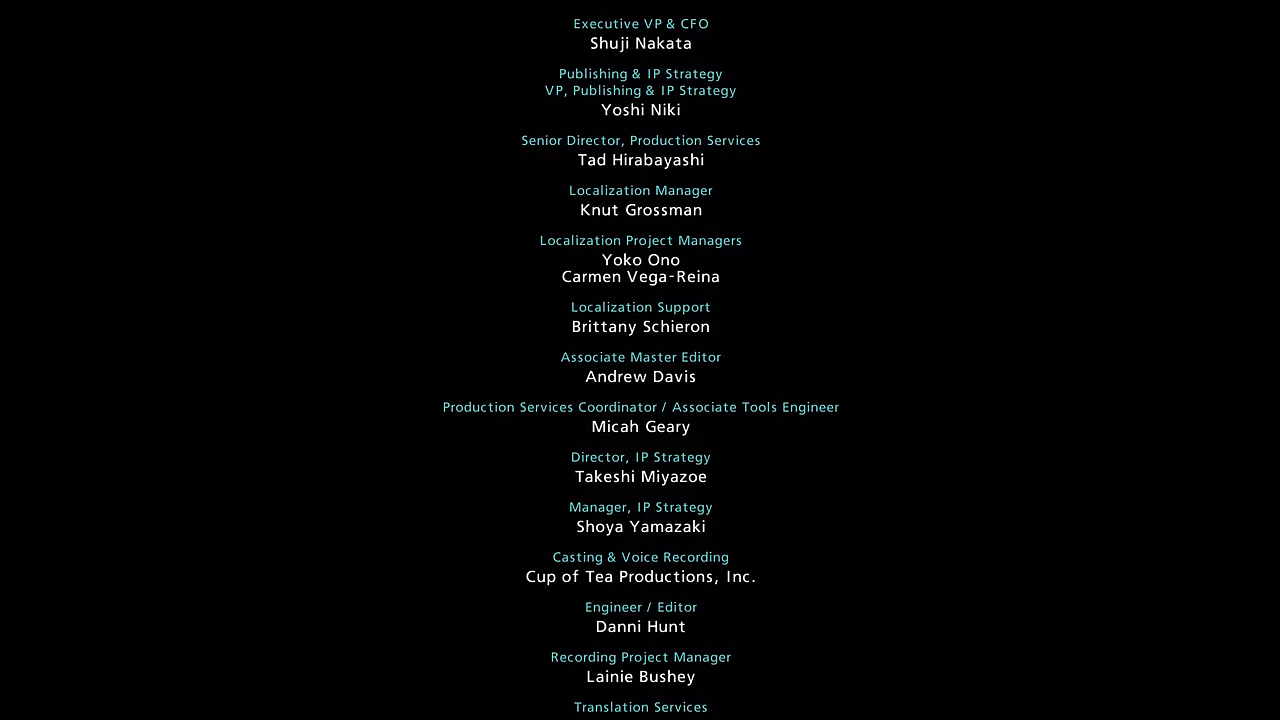 Executive VP & CFO
Shuji Nakata
Publishing & IP Strategy
VP, Publishing & IP Strategy
Yoshi Niki
Senior Director, Production Services
Tad Hirabayashi
Localization Manager
Knut Grossman
Localization Project Managers
Yoko Ono
Carmen Vega-Reina
Localization Support
Brittany Schieron
Associate Master Editor
Andrew Davis
Production Services Coordinator / Associate Tools Engineer
Micah Geary
Director, IP Strategy
Takeshi Miyazoe
Manager, IP Strategy
Shoya Yamazaki
Casting & Voice Recording
Cup of Tea Productions, Inc.
Engineer / Editor
Danni Hunt
Recording Project Manager
Lainie Bushey
Translation Services